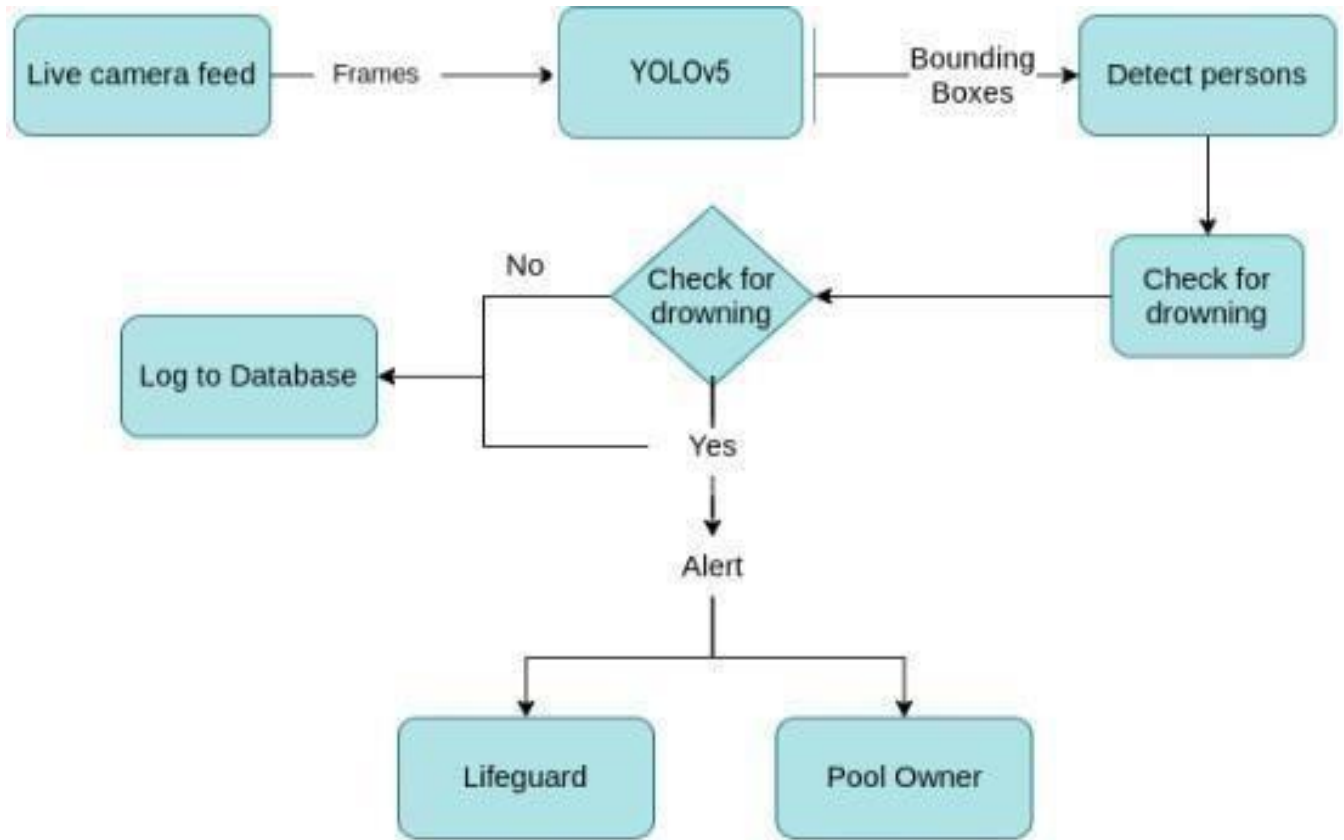 Live camera feed
Frames
YOLOv5
Bounding
Boxes
Detect persons
No
Check for
drowning
Check for
drowning
Log to Database
Yes
Alert
Lifeguard
Pool Owner